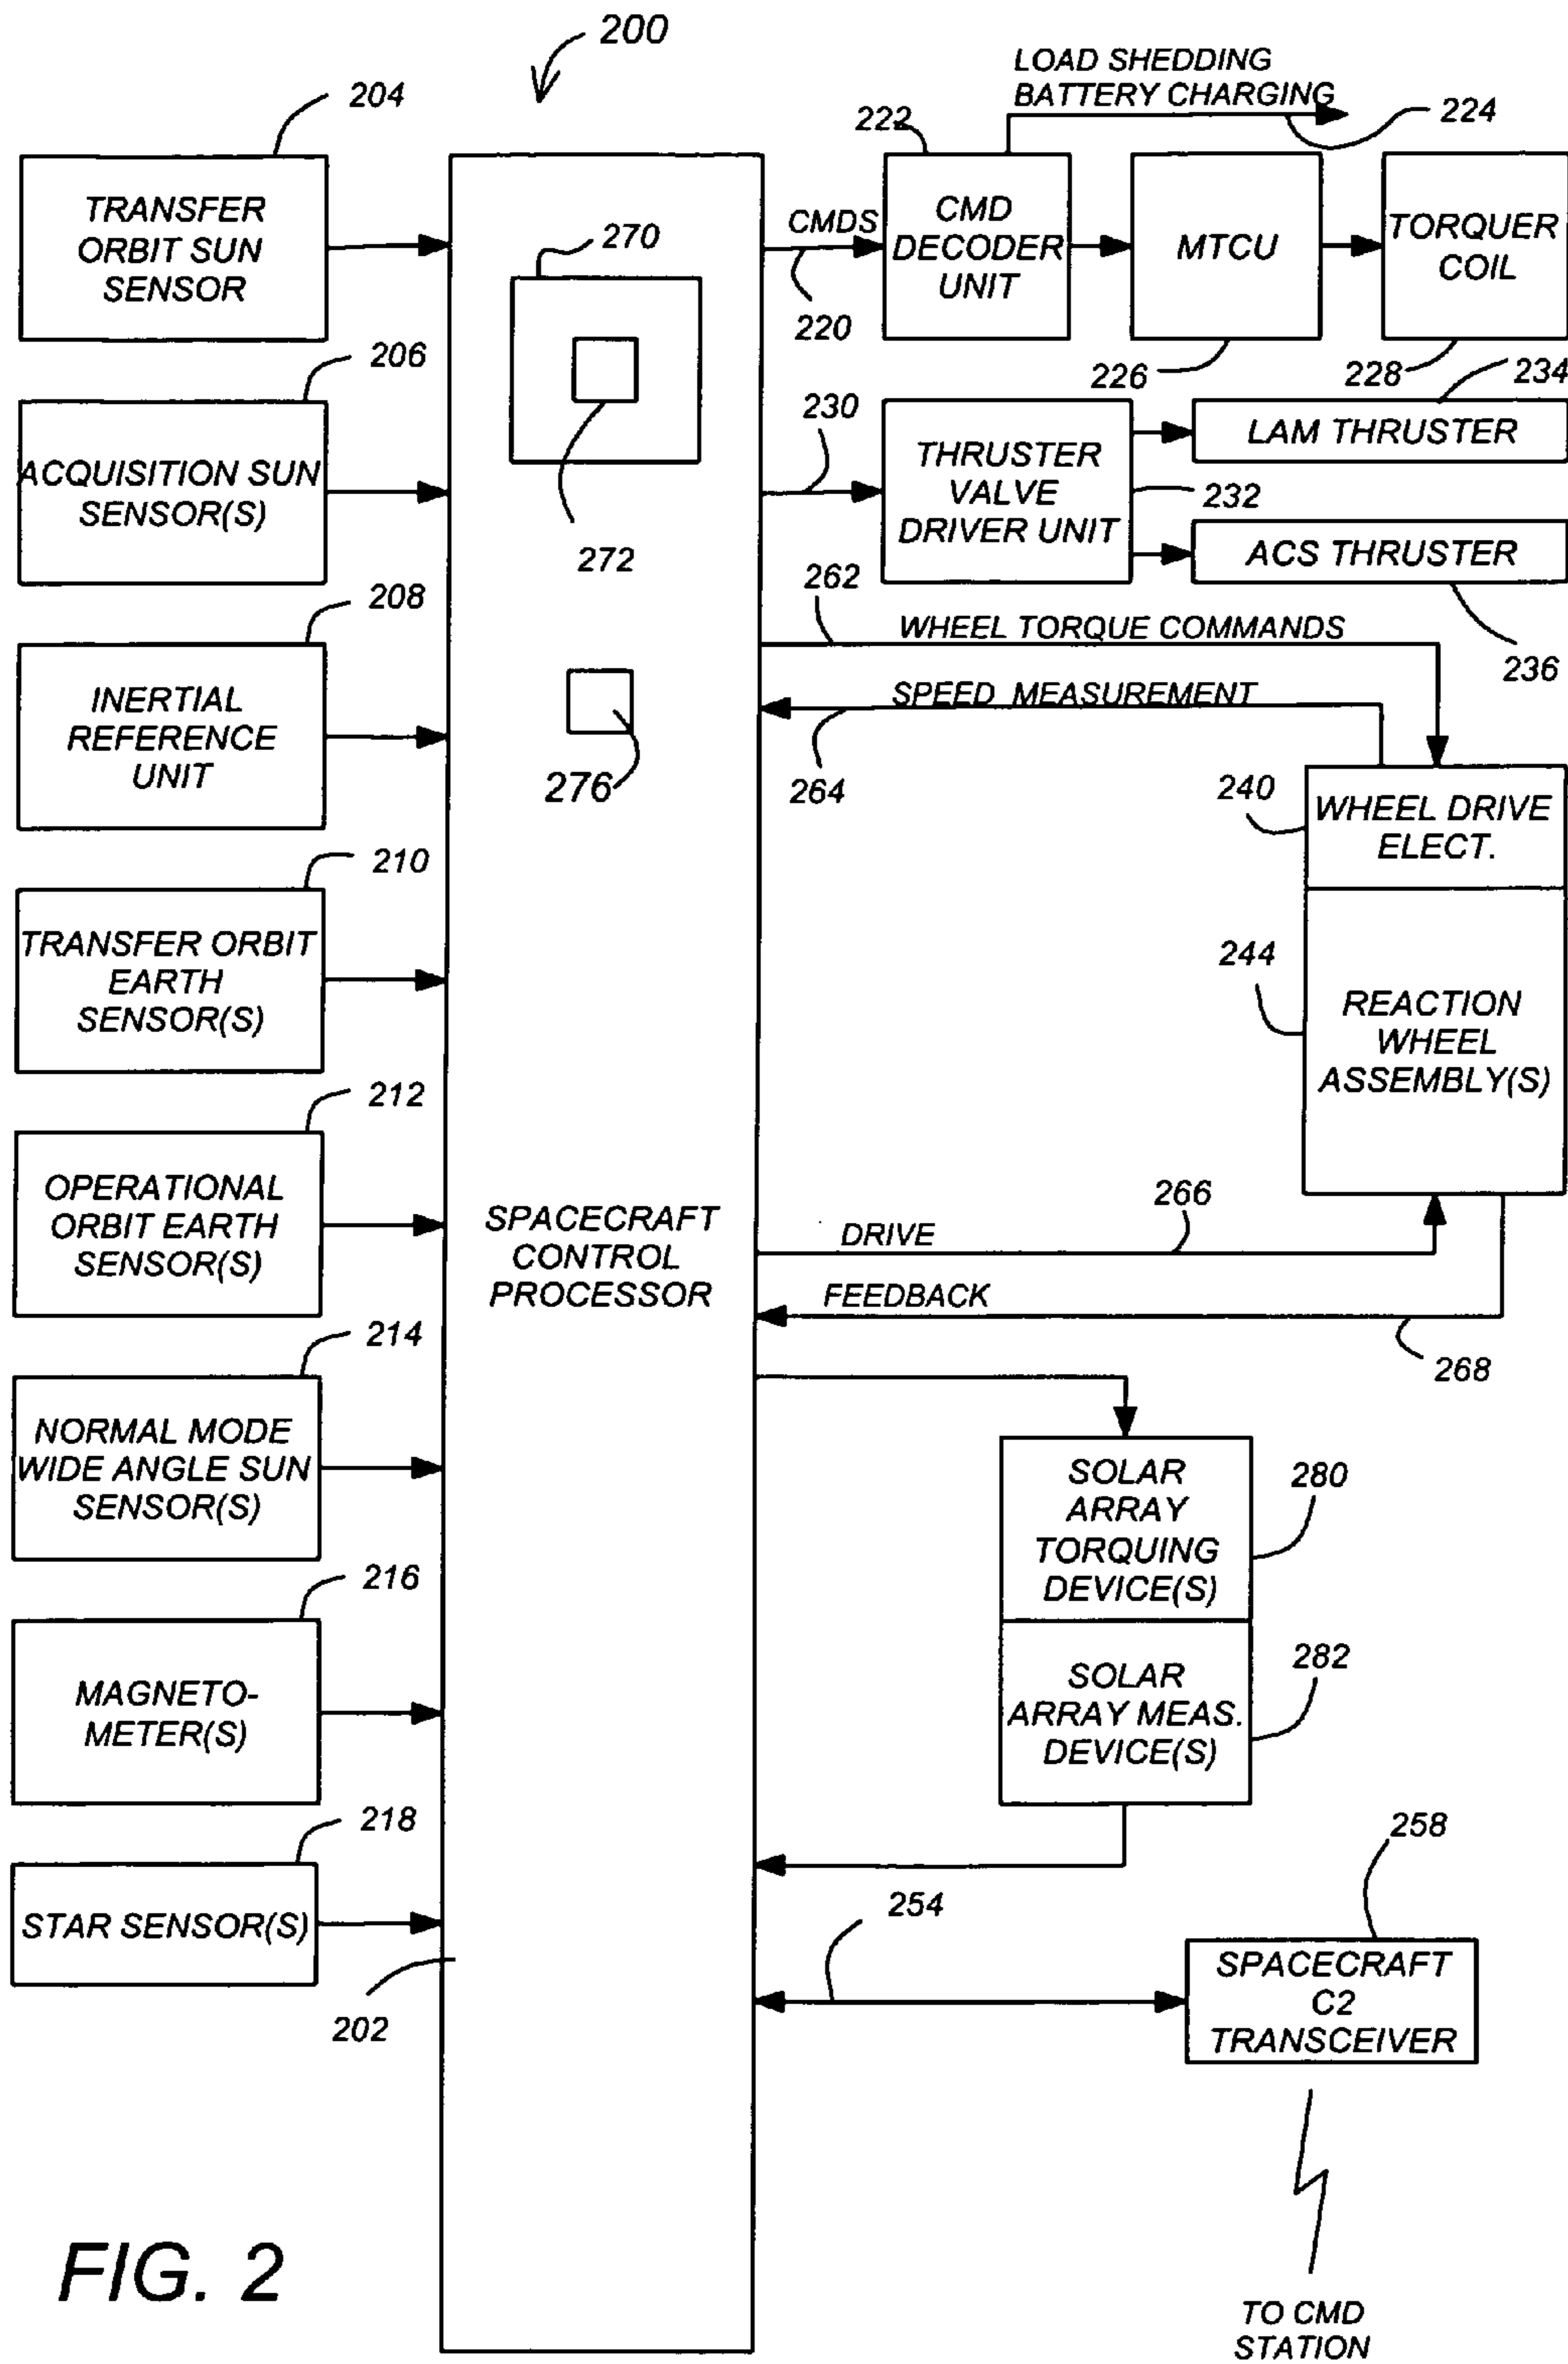 200
204
TRANSFER
ORBIT SUN
SENSOR
206
ACQUISITION SUN
SENSOR(S)
208
INERTIAL
REFERENCE
UNIT
210
TRANSFER ORBIT
EARTH
SENSOR(S)
212
OPERATIONAL
ORBIT EARTH
SENSOR(S)
214
NORMAL MODE
WIDE ANGLE SUN
SENSOR(S)
216
MAGNETO-
METER(S)
218
STAR SENSOR(S)
202
270
272
276
SPACECRAFT
CONTROL
PROCESSOR
LOAD SHEDDING
BATTERY CHARGING
224
222
CMDS
220
CMD
DECODER
UNIT
MTCU
226
TORQUER
COIL
228
230
THRUSTER
VALVE
DRIVER UNIT
232
234
LAM THRUSTER
ACS THRUSTER
236
262
WHEEL TORQUE COMMANDS
SPEED MEASUREMENT
264
240
WHEEL DRIVE
ELECT.
244
REACTION
WHEEL
ASSEMBLY(S)
266
DRIVE
FEEDBACK
268
SOLAR
ARRAY
TORQUING
DEVICE(S)
280
SOLAR
ARRAY MEAS.
DEVICE(S)
282
254
258
SPACECRAFT
C2
TRANSCEIVER
TO CMD
STATION
FIG. 2